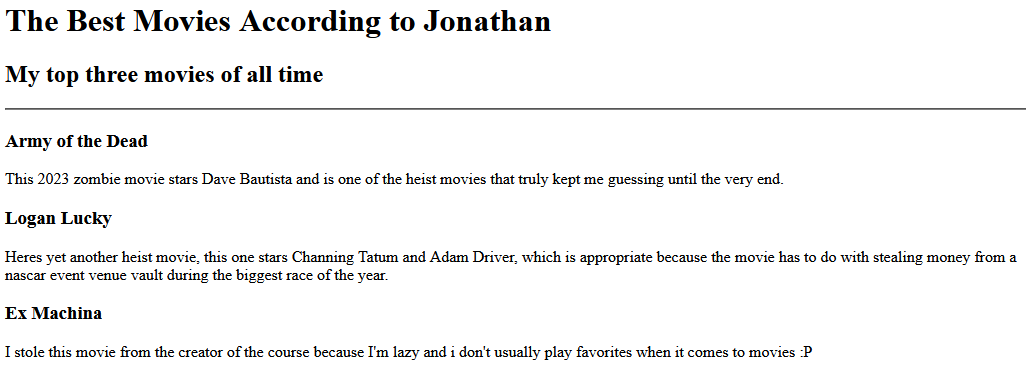 The Best Movies According to Jonathan
My top three movies of all time
Army of the Dead
This 2023 zombie movie stars Dave Bautista and is one of the heist movies that truly kept me guessing until the very end.
Logan Lucky
Heres yet another heist movie, this one stars Channing Tatum and Adam Driver, which is appropriate because the movie has to do with stealing money from a
nascar event venue vault during the biggest race of the year.
Ex Machina
I stole this movie from the creator of the course because I'm lazy and i don't usually play favorites when it comes to movies :P